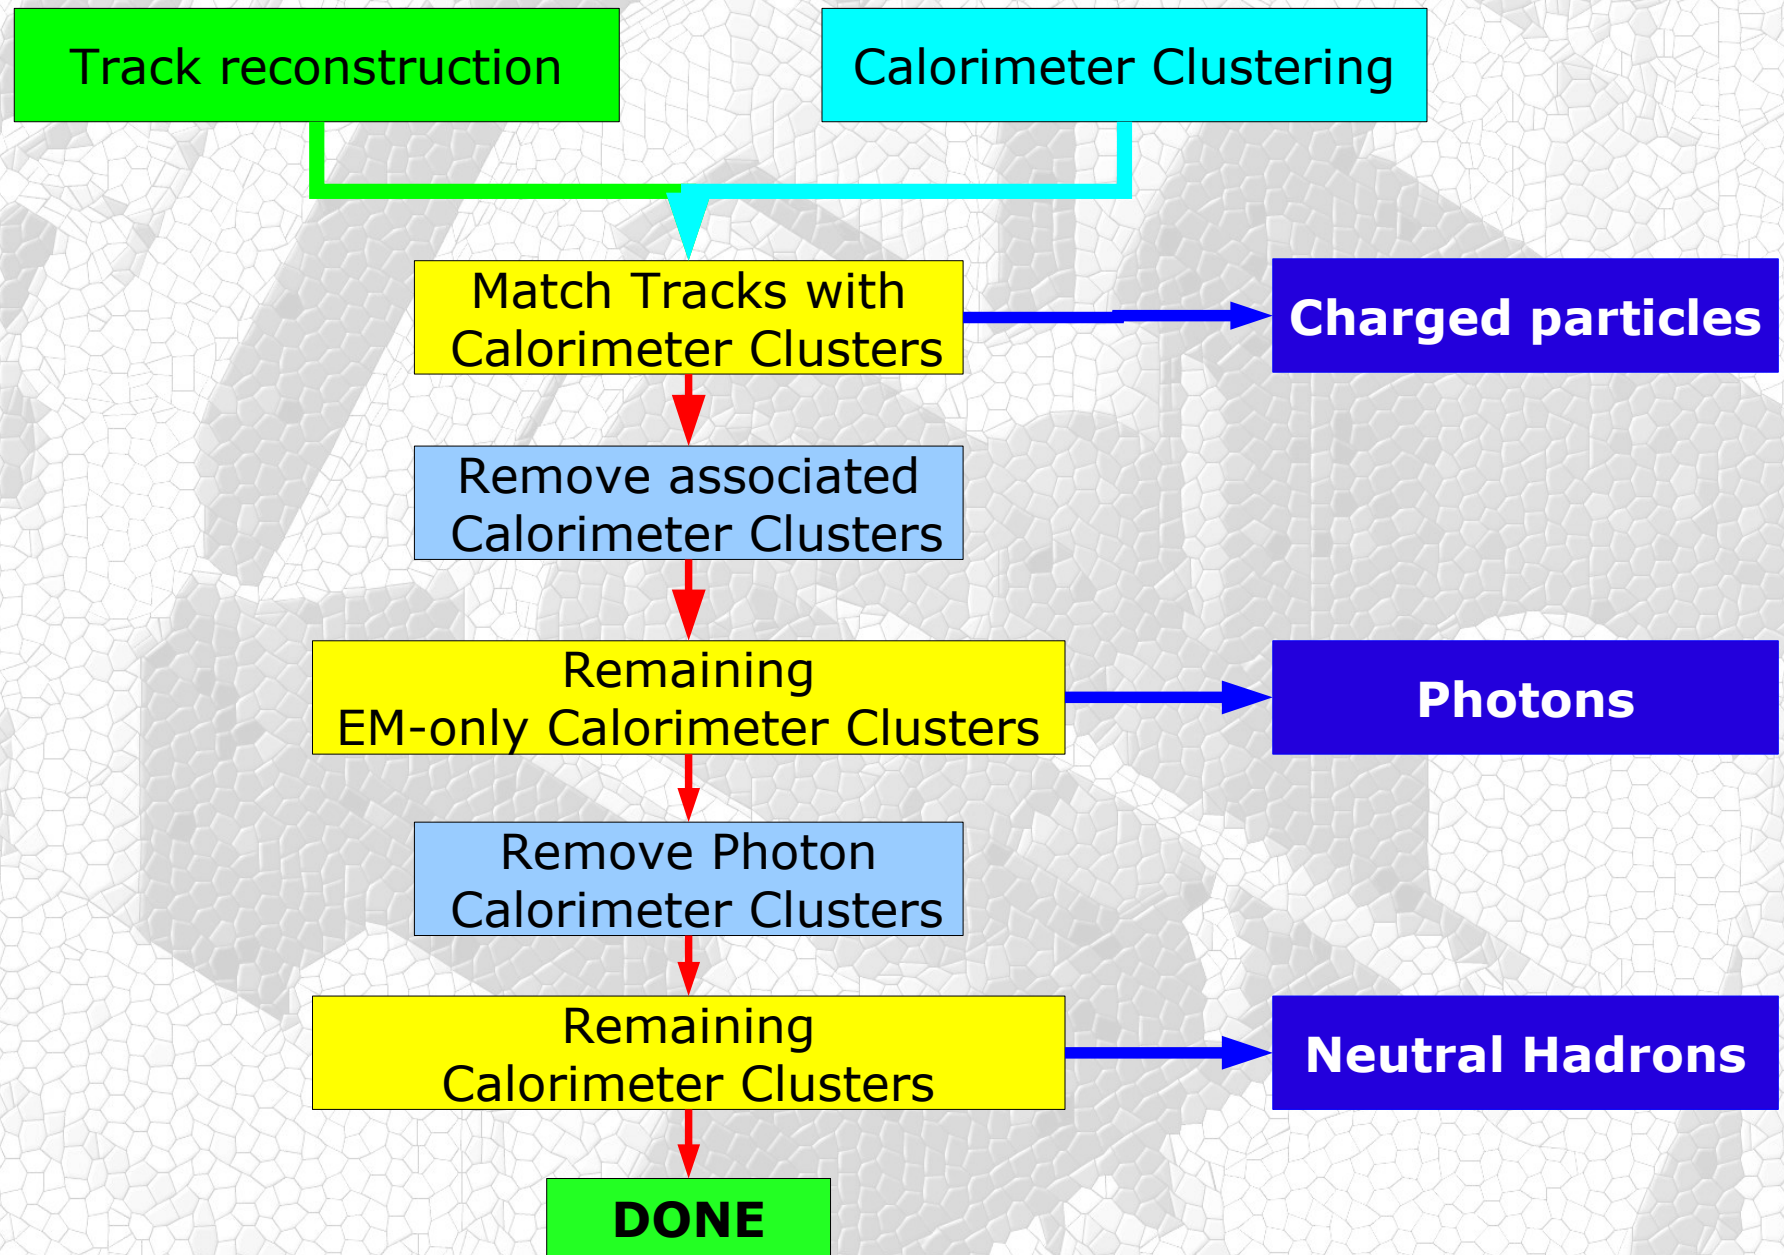 Track reconstruction
Calorimeter Clustering
Match Tracks with
Calorimeter Clusters
Charged particles
Remove associated
Calorimeter Clusters
Remaining
EM-only Calorimeter Clusters
Photons
Remove Photon
Calorimeter Clusters
Remaining
Calorimeter Clusters
Neutral Hadrons
DONE